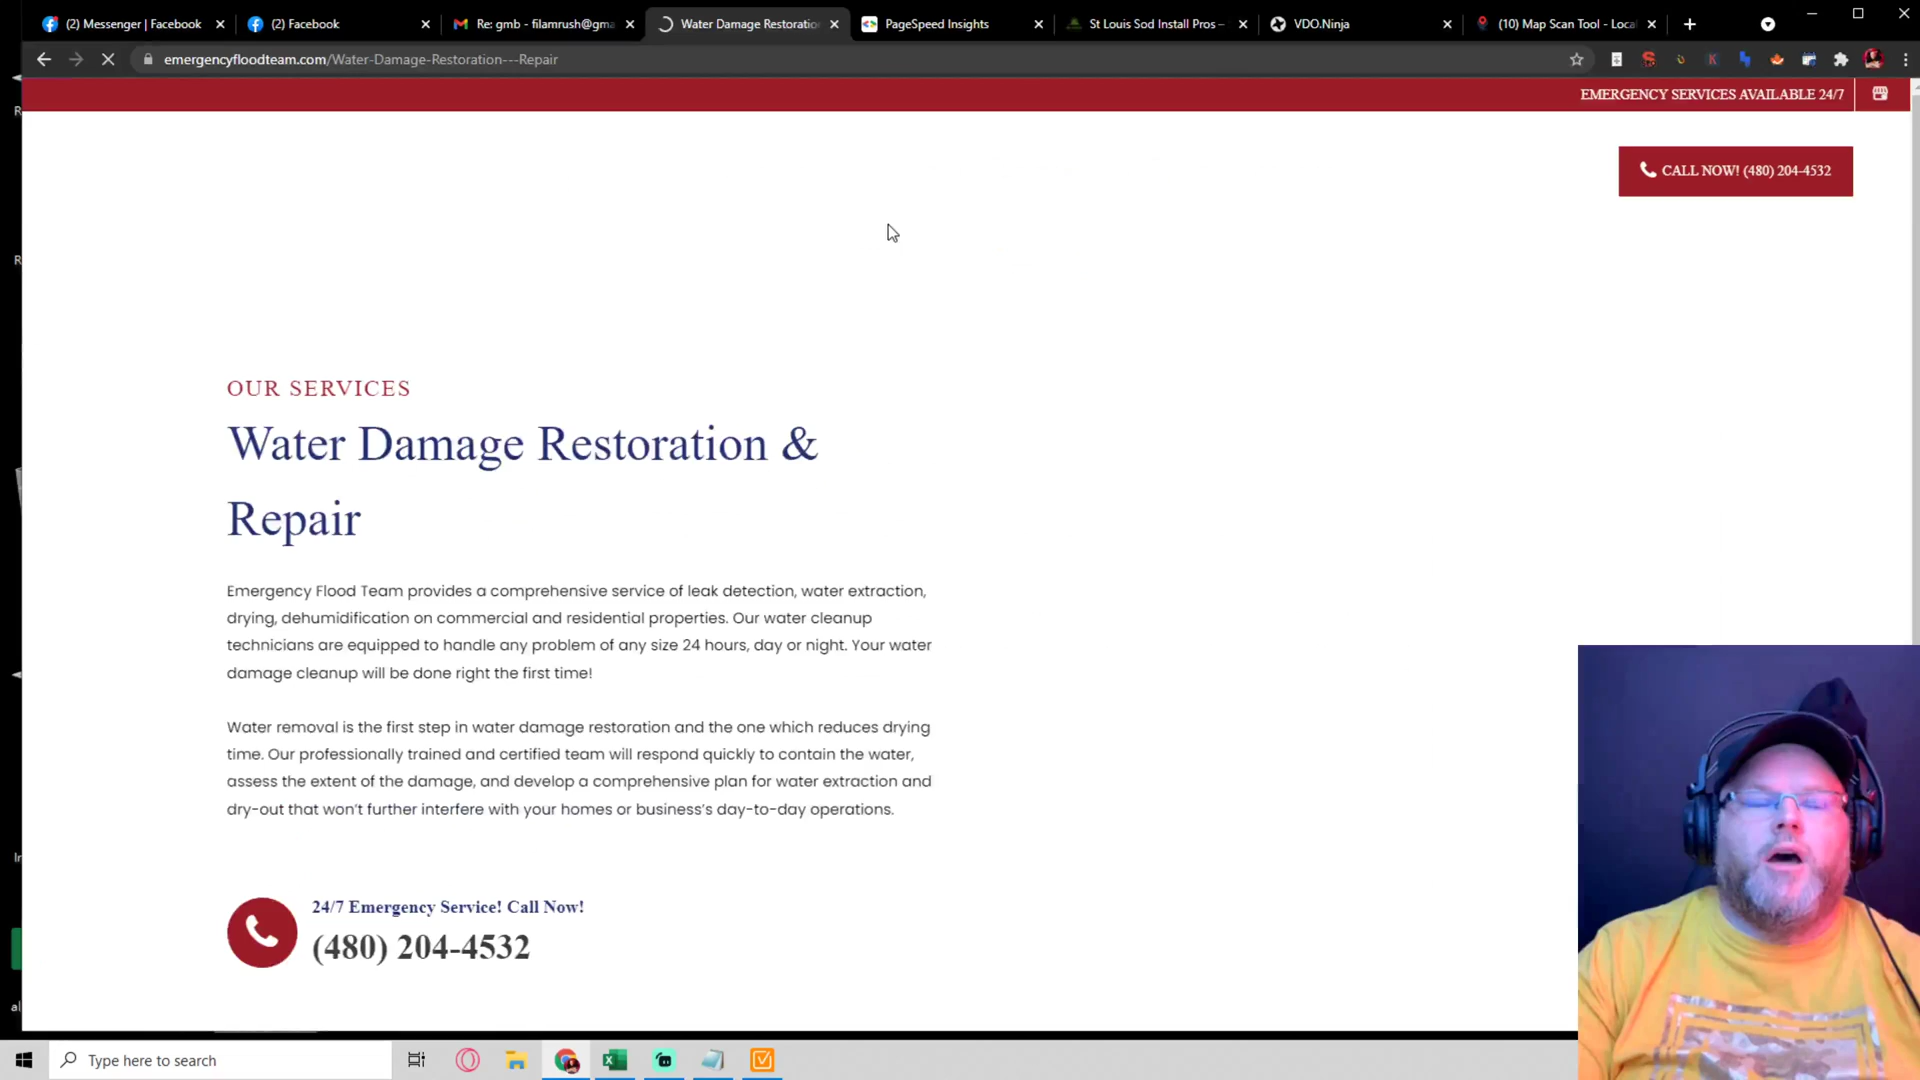 (2) Messenger | Facebook
(2) Facebook
Re: gmb - filamrush@gma
Water Damage Restoratio
PageSpeed Insights
St Louis Sod Install Pros –
VDO.Ninja
(10) Map Scan Tool - Loca
emergencyfloodteam.com/Water-Damage-Restoration---Repair
EMERGENCY SERVICES AVAILABLE 24/7
CALL NOW! (480) 204-4532
OUR SERVICES
Water Damage Restoration &
Repair
Emergency Flood Team provides a comprehensive service of leak detection, water extraction,
drying, dehumidification on commercial and residential properties. Our water cleanup
technicians are equipped to handle any problem of any size 24 hours, day or night. Your water
damage cleanup will be done right the first time!
Water removal is the first step in water damage restoration and the one which reduces drying
time. Our professionally trained and certified team will respond quickly to contain the water,
assess the extent of the damage, and develop a comprehensive plan for water extraction and
dry-out that won't further interfere with your homes or business's day-to-day operations.
24/7 Emergency Service! Call Now!
(480) 204-4532
Type here to search